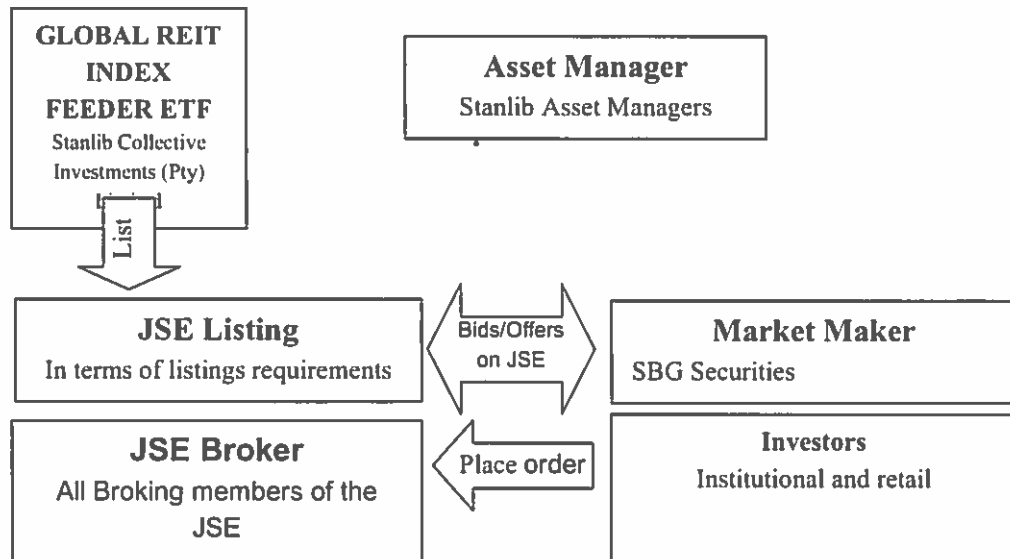 GLOBAL REIT
INDEX
FEEDER ETF
Stanlib Collective
Investments (Pty)
Asset Manager
Stanlib Asset Managers
List
JSE Listing
In terms of listings requirements
Bids/Offers
on JSE
Market Maker
SBG Securities
JSE Broker
All Broking members of the
JSE
Place order
Investors
Institutional and retail